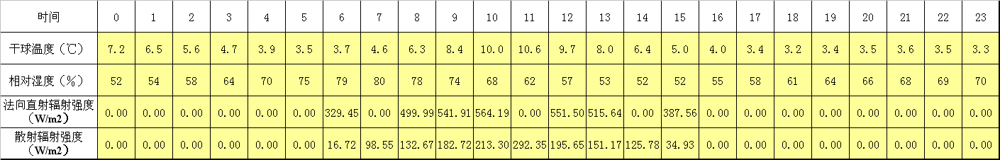 时间 0 1 2 3 4 5 6 7 8 9 10 11 12 13 14 15 16 17 18 19 20 21 22 23
干球温度（℃） 7.2 6.5 5.6 4.7 3.9 3.5 3.7 4.6 6.3 8.4 10.0 10.6 9.7 8.0 6.4 5.0 4.0 3.4 3.2 3.4 3.5 3.6 3.5 3.3
相对湿度（%） 52 54 58 64 70 75 79 80 78 74 68 62 57 53 52 52 55 58 61 64 66 68 69 70
法向直射辐射强度
（W/m2） 0.00 0.00 0.00 0.00 0.00 0.00 329.45 0.00 499.99 541.91 564.19 0.00 551.50 515.64 0.00 387.56 0.00 0.00 0.00 0.00 0.00 0.00 0.00 0.00
散射辐射强度
（W/m2） 0.00 0.00 0.00 0.00 0.00 0.00 16.72 98.55 132.67 182.72 213.30 292.35 195.65 151.17 125.78 34.93 0.00 0.00 0.00 0.00 0.00 0.00 0.00 0.00